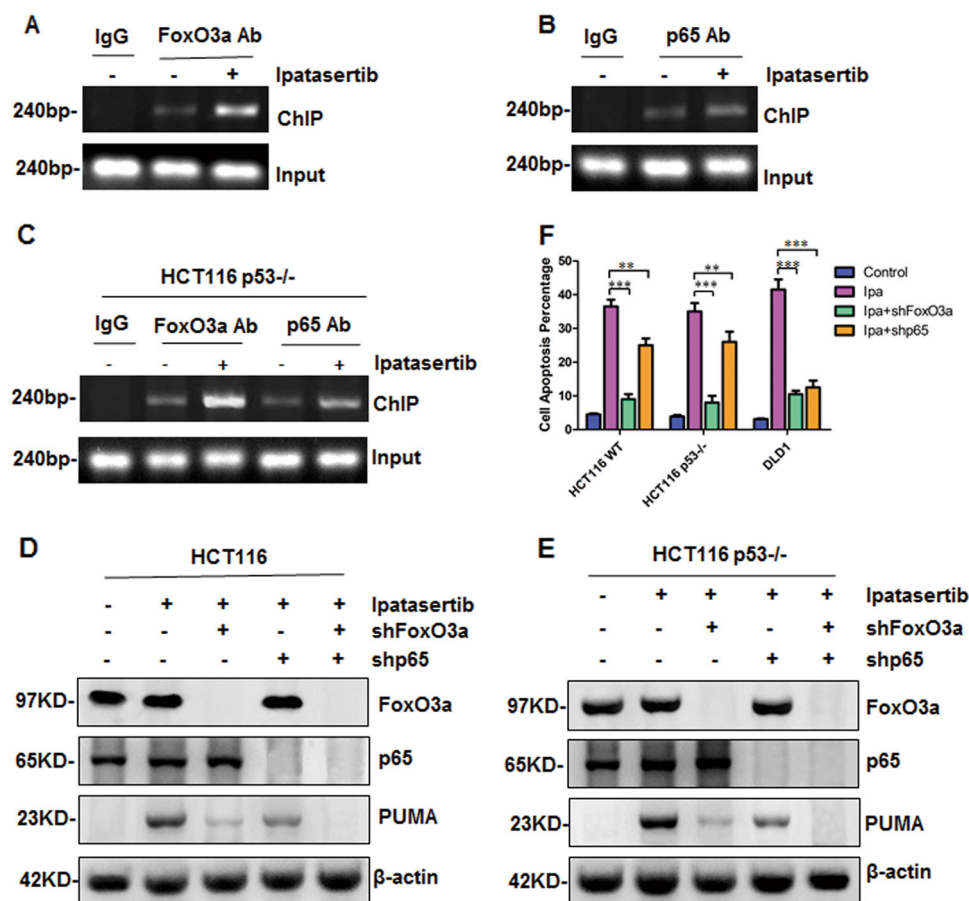 A
IgG FoxO3a Ab
- - + Ipatasertib
240bp- ChIP
240bp- Input
B
IgG p65 Ab
- - + Ipatasertib
240bp- ChIP
240bp- Input
C
HCT116 p53-/-
IgG FoxO3a Ab p65 Ab
- - + - + Ipatasertib
240bp- ChIP
240bp- Input
F
Cell Apoptosis Percentage
50
40
30
20
10
0
** *** ** *** *** ***
Control
Ipa
Ipa+shFoxO3a
Ipa+shp65
HCT116 WT
HCT116 p53-/-
DLD1
D
HCT116
- + + + + Ipatasertib
- - + - + shFoxO3a
- - - + + shp65
97KD- FoxO3a
65KD- p65
23KD- PUMA
42KD- β-actin
E
HCT116 p53-/-
- + + + + Ipatasertib
- - + - + shFoxO3a
- - - + + shp65
97KD- FoxO3a
65KD- p65
23KD- PUMA
42KD- β-actin